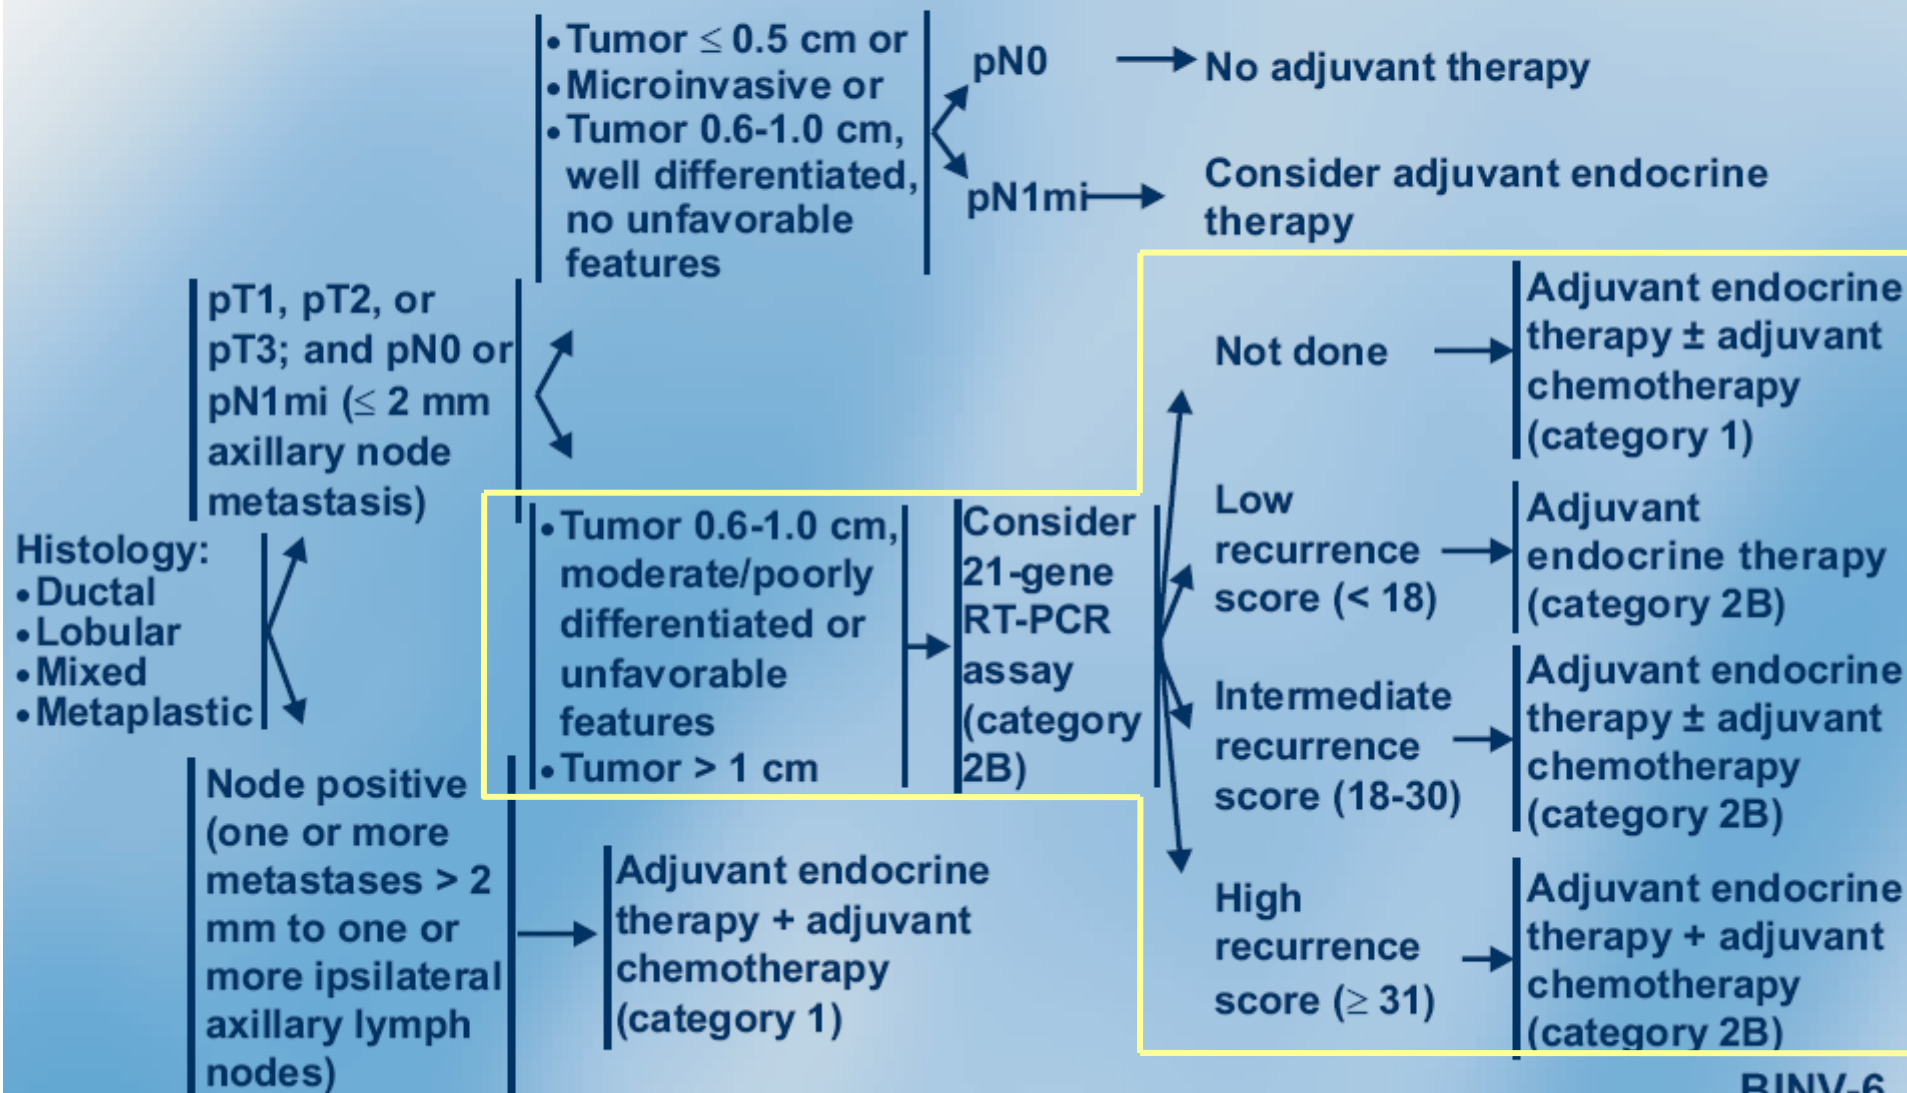 • Tumor ≤ 0.5 cm or
• Microinvasive or
• Tumor 0.6-1.0 cm,
well differentiated,
no unfavorable
features
pN0
No adjuvant therapy
pN1mi
Consider adjuvant endocrine
therapy
pT1, pT2, or
pT3; and pN0 or
pN1mi (≤ 2 mm
axillary node
metastasis)
Histology:
• Ductal
• Lobular
• Mixed
• Metaplastic
• Tumor 0.6-1.0 cm,
moderate/poorly
differentiated or
unfavorable
features
• Tumor > 1 cm
Consider
21-gene
RT-PCR
assay
(category
2B)
Not done
Adjuvant endocrine
therapy ± adjuvant
chemotherapy
(category 1)
Low
recurrence
score (< 18)
Adjuvant
endocrine therapy
(category 2B)
Intermediate
recurrence
score (18-30)
Adjuvant endocrine
therapy ± adjuvant
chemotherapy
(category 2B)
High
recurrence
score (≥ 31)
Adjuvant endocrine
therapy + adjuvant
chemotherapy
(category 2B)
Node positive
(one or more
metastases > 2
mm to one or
more ipsilateral
axillary lymph
nodes)
Adjuvant endocrine
therapy + adjuvant
chemotherapy
(category 1)
BINV-6